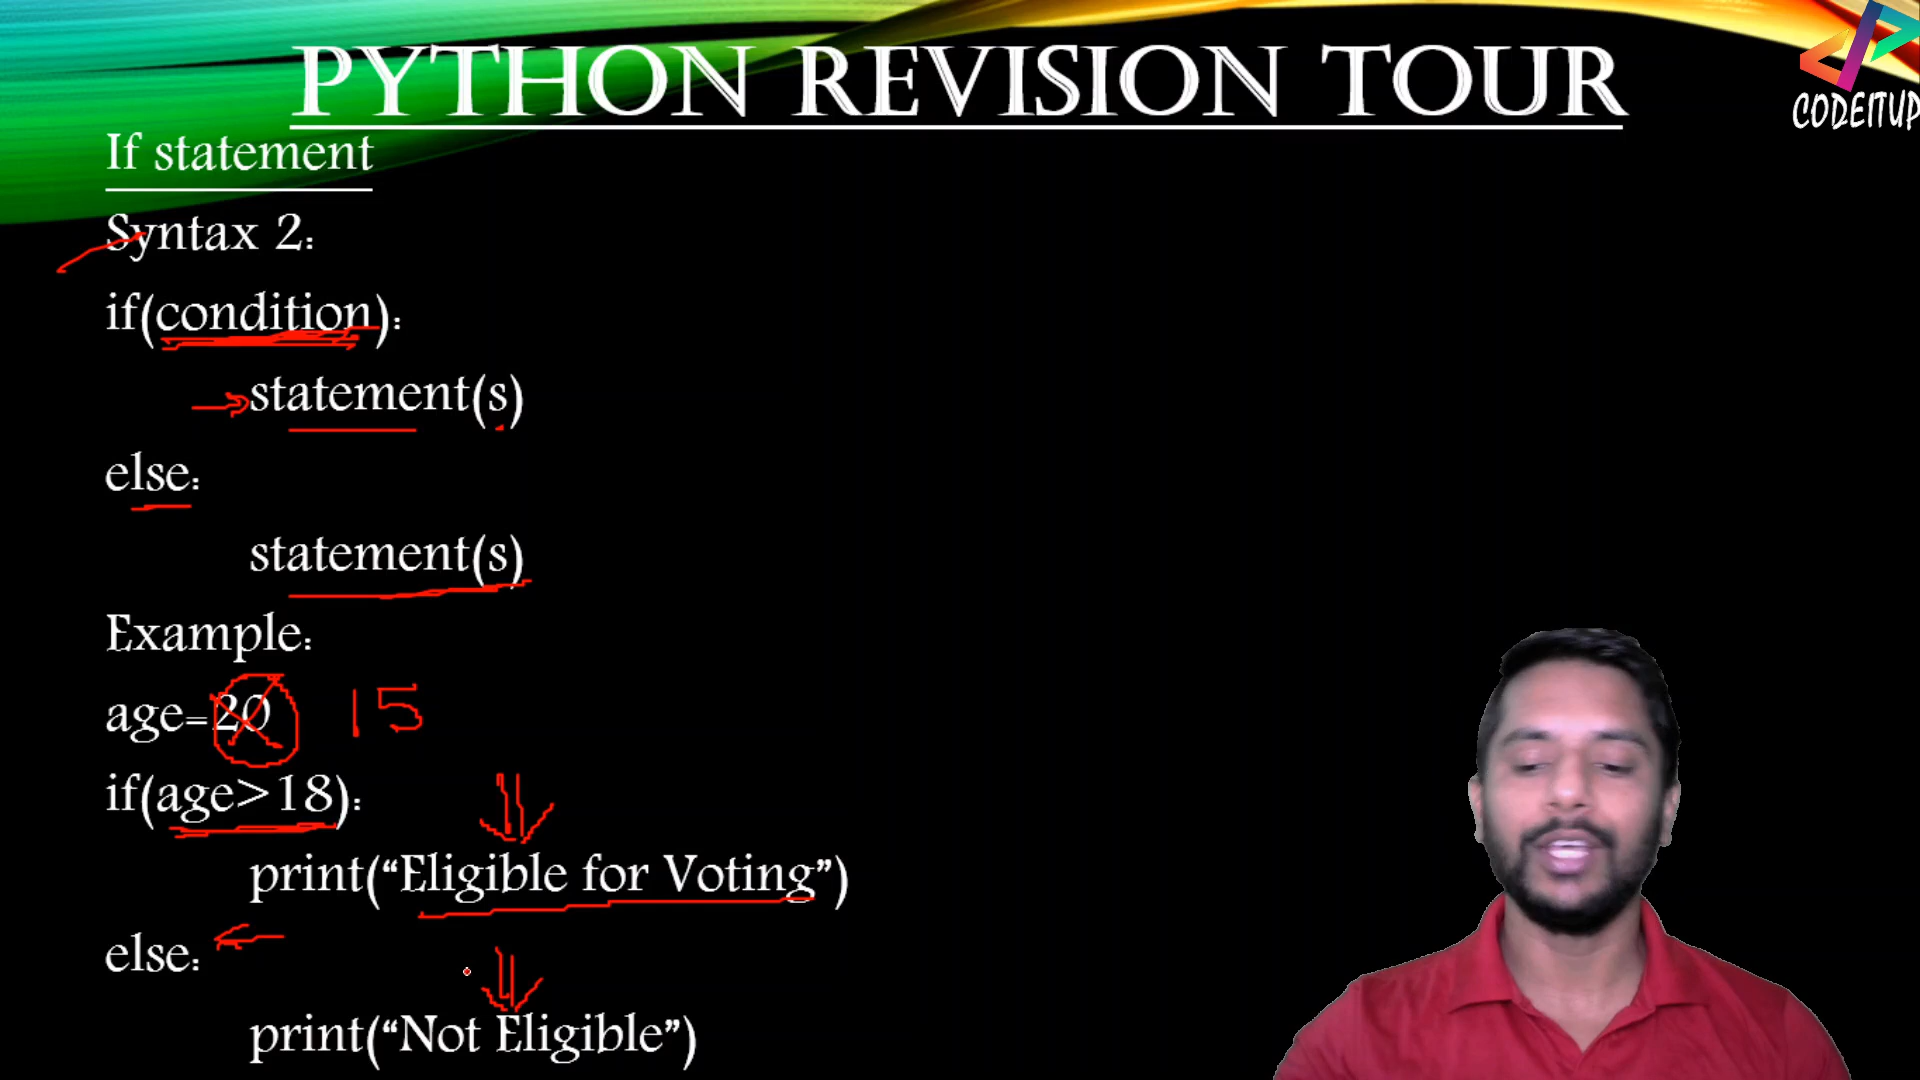 PYTHON REVISION TOUR
CODEITUP
If statement
Syntax 2:
if(condition):
statement(s)
else:
statement(s)
Example:
age=20 15
if(age>18):
print(“Eligible for Voting”)
else:
print(“Not Eligible”)